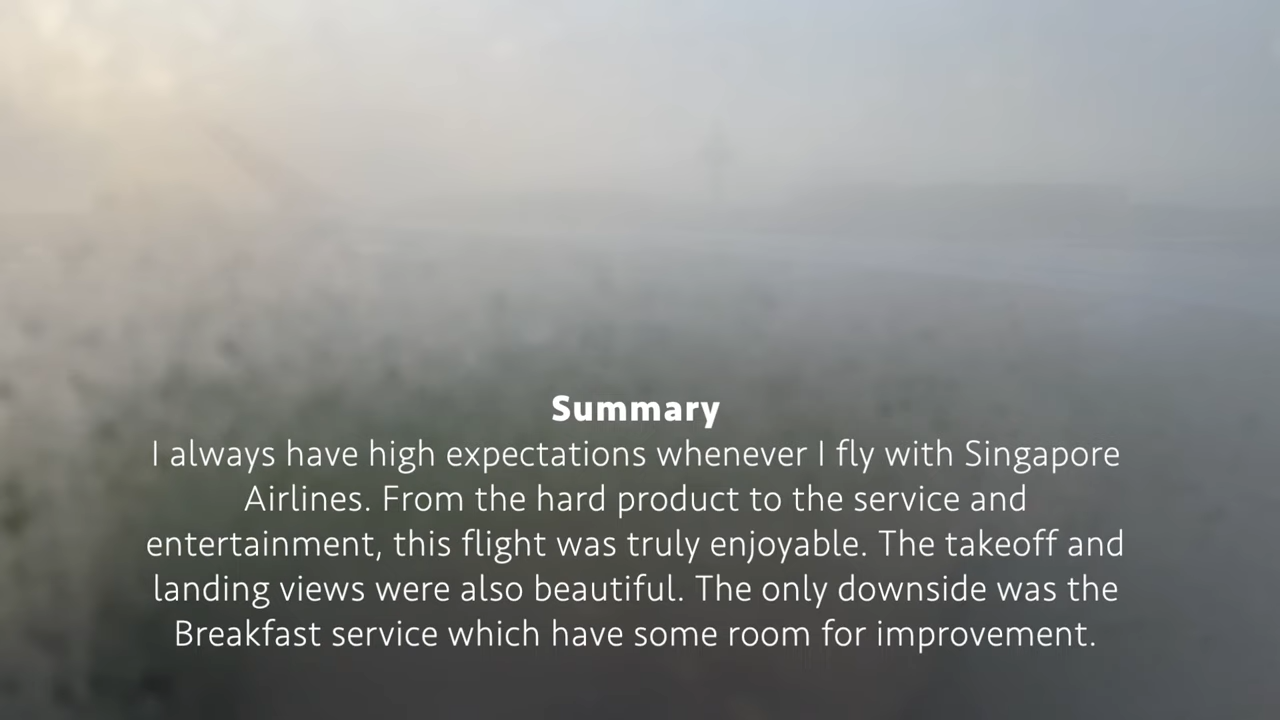 Summary
I always have high expectations whenever I fly with Singapore
Airlines. From the hard product to the service and
entertainment, this flight was truly enjoyable. The takeoff and
landing views were also beautiful. The only downside was the
Breakfast service which have some room for improvement.